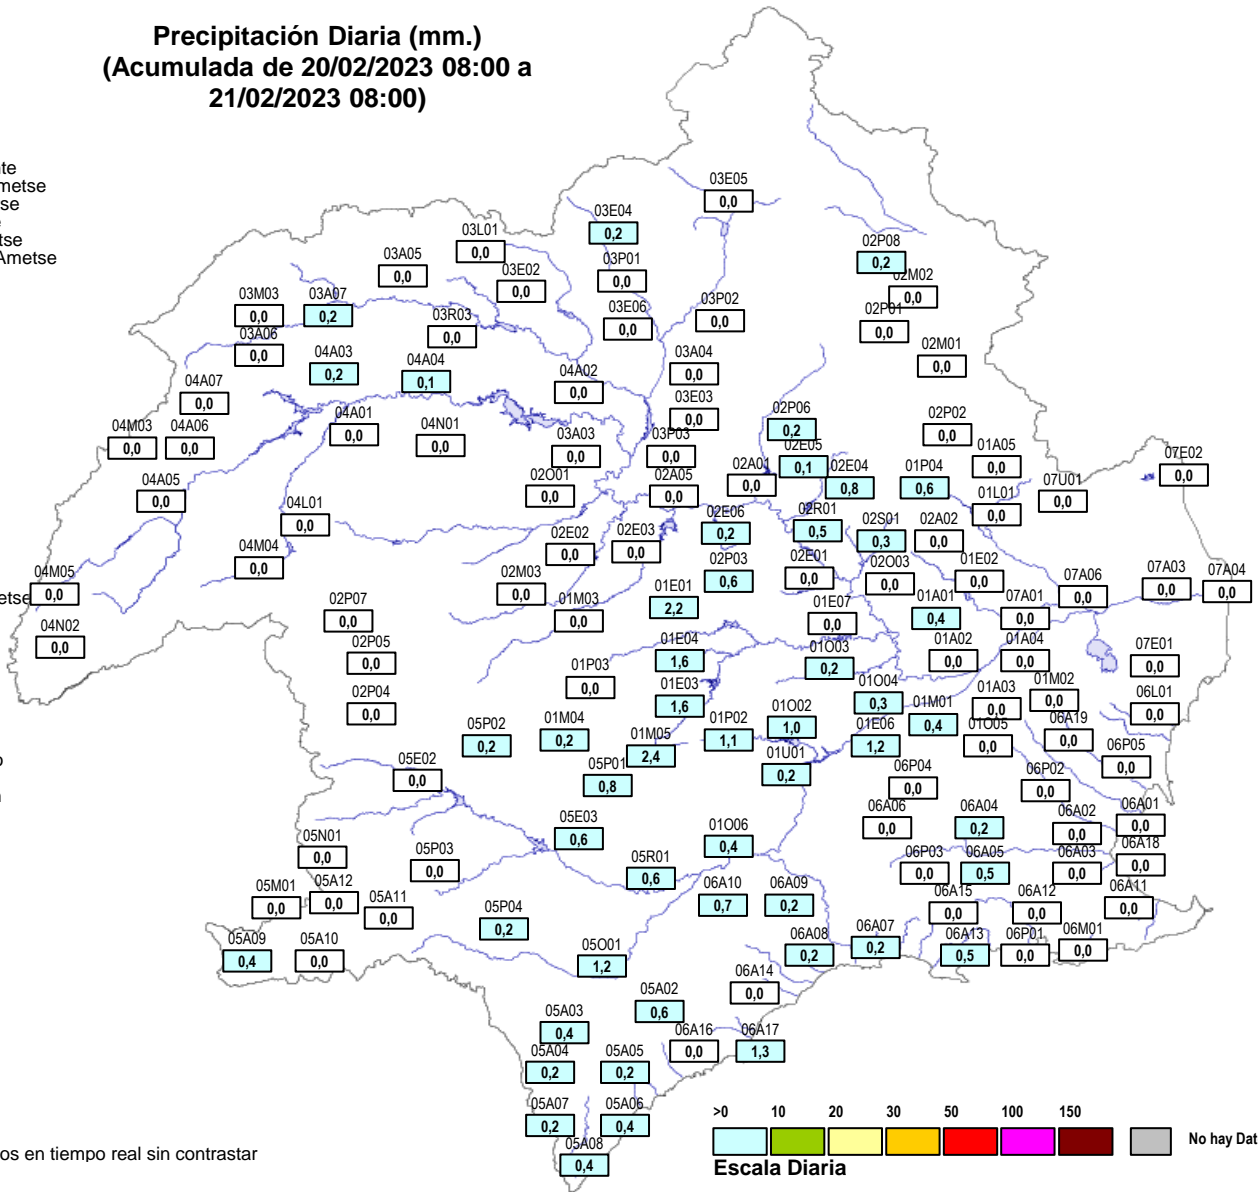 Precipitación Diaria (mm.)
(Acumulada de 20/02/2023 08:00 a
21/02/2023 08:00)
03E05
0,0
03E04
0,2
03L01
0,0
03A05
0,0
03E02
0,0
03P01
0,0
02P08
0,2
02M02
0,0
03M03
0,0
03A07
0,2
03R03
0,0
03E06
0,0
03P02
0,0
02P01
0,0
03A06
0,0
04A03
0,2
04A04
0,1
04A02
0,0
03A04
0,0
02M01
0,0
04A07
0,0
03E03
0,0
04M03
0,0
04A06
0,0
04A01
0,0
04N01
0,0
03A03
0,0
03P03
0,0
02P06
0,2
02P02
0,0
02E05
0,1
01A05
0,0
07E02
0,0
04A05
0,0
02O01
0,0
02A05
0,0
02A01
0,0
02E04
0,8
01P04
0,6
07U01
0,0
04L01
0,0
01L01
0,0
02E06
0,2
02R01
0,5
02S01
0,3
02A02
0,0
04M04
0,0
02E02
0,0
02E03
0,0
04M05
0,0
etse
02M03
0,0
02P03
0,6
02E01
0,0
02O03
0,0
01E02
0,0
07A06
0,0
07A03
0,0
07A04
0,0
02P07
0,0
01M03
0,0
01E01
2,2
01E07
0,0
01A01
0,4
07A01
0,0
04N02
0,0
02P05
0,0
01E04
1,6
01O03
0,2
01A02
0,0
01A04
0,0
07E01
0,0
01P03
0,0
02P04
0,0
01E03
1,6
01O04
0,3
01A03
0,0
01M02
0,0
06L01
0,0
05P02
0,2
01M04
0,2
01M05
2,4
01P02
1,1
01O02
1,0
01E06
1,2
01M01
0,4
01O05
0,0
06A19
0,0
06P05
0,0
05E02
0,0
05P01
0,8
01U01
0,2
06P04
0,0
06P02
0,0
05E03
0,6
01O06
0,4
06A06
0,0
06A04
0,2
06A02
0,0
06A01
0,0
05N01
0,0
05P03
0,0
05R01
0,6
06P03
0,0
06A05
0,5
06A03
0,0
06A18
0,0
05M01
0,0
05A12
0,0
05A11
0,0
06A10
0,7
06A09
0,2
06A15
0,0
06A12
0,0
06A11
0,0
05P04
0,2
05A09
0,4
05A10
0,0
05O01
1,2
06A08
0,2
06A07
0,2
06A13
0,5
06P01
0,0
06M01
0,0
06A14
0,0
05A02
0,6
05A03
0,4
06A16
0,0
06A17
1,3
05A04
0,2
05A05
0,2
05A07
0,2
05A06
0,4
05A08
0,4
>0 10 20 30 50 100 150
No hay Dat
Escala Diaria
os en tiempo real sin contrastar